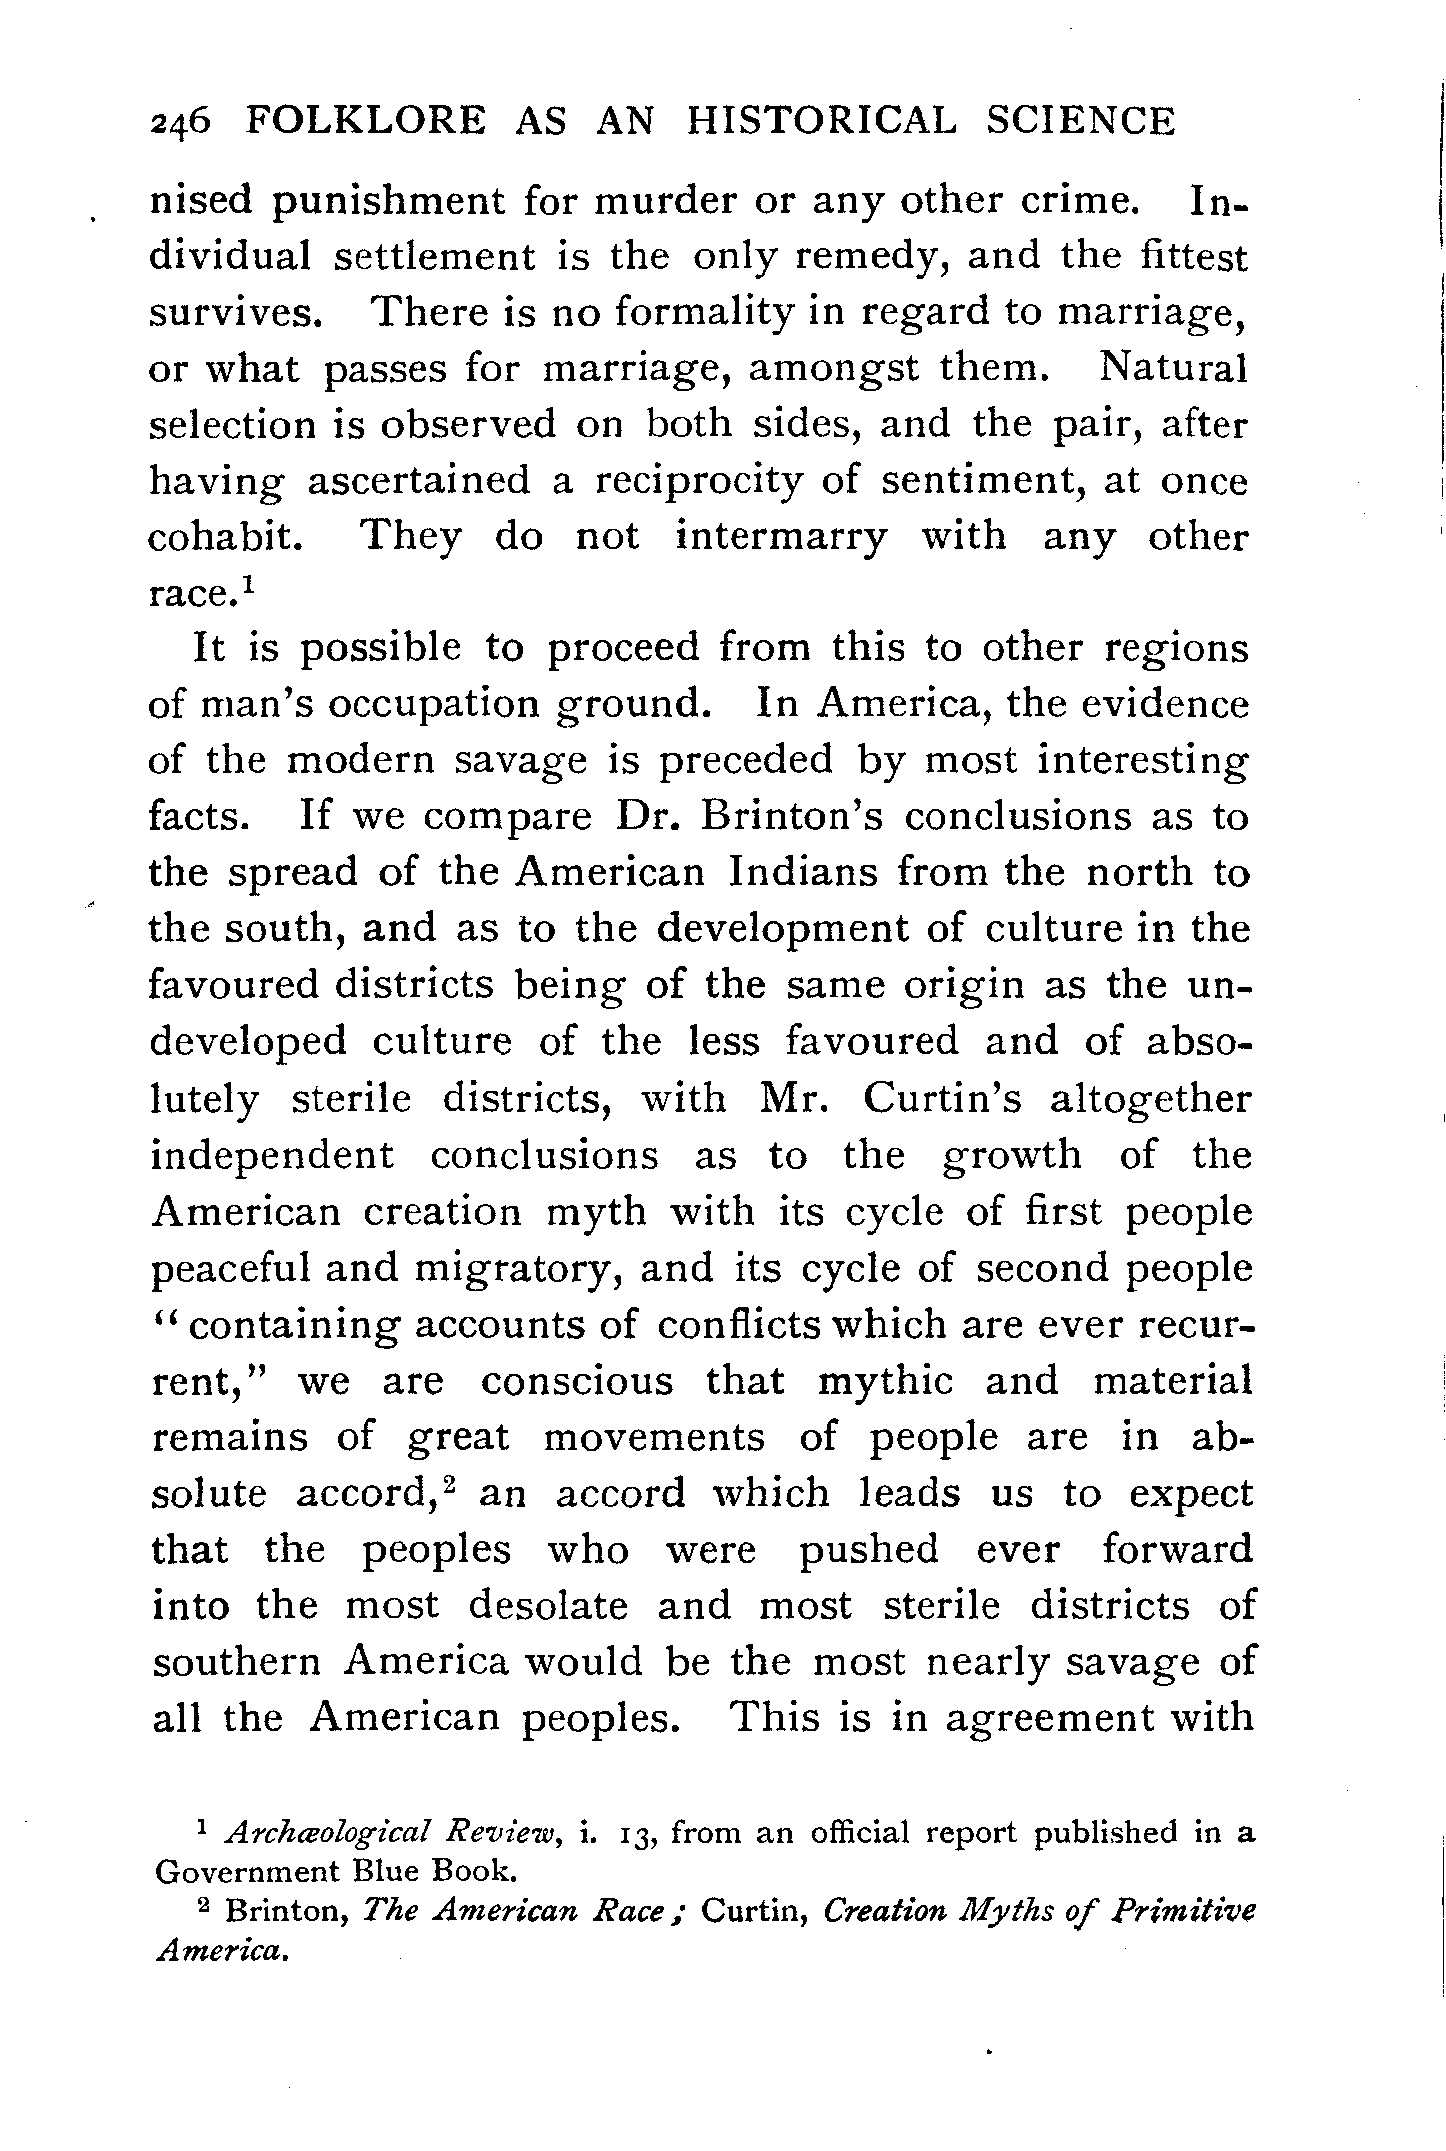 246 FOLKLORE AS AN HISTORICAL SCIENCE
nised punishment for murder or any other crime. In-
dividual settlement is the only remedy, and the fittest
survives. There is no formality in regard to marriage,
or what passes for marriage, amongst them. Natural
selection is observed on both sides, and the pair, after
having ascertained a reciprocity of sentiment, at once
cohabit. They do not intermarry with any other
race.¹
It is possible to proceed from this to other regions
of man's occupation ground. In America, the evidence
of the modern savage is preceded by most interesting
facts. If we compare Dr. Brinton's conclusions as to
the spread of the American Indians from the north to
the south, and as to the development of culture in the
favoured districts being of the same origin as the un-
developed culture of the less favoured and of abso-
lutely sterile districts, with Mr. Curtin's altogether
independent conclusions as to the growth of the
American creation myth with its cycle of first people
peaceful and migratory, and its cycle of second people
"containing accounts of conflicts which are ever recur-
rent," we are conscious that mythic and material
remains of great movements of people are in ab-
solute accord,² an accord which leads us to expect
that the peoples who were pushed ever forward
into the most desolate and most sterile districts of
southern America would be the most nearly savage of
all the American peoples. This is in agreement with
¹ Archæological Review, i. 13, from an official report published in a
Government Blue Book.
² Brinton, The American Race; Curtin, Creation Myths of Primitive
America.